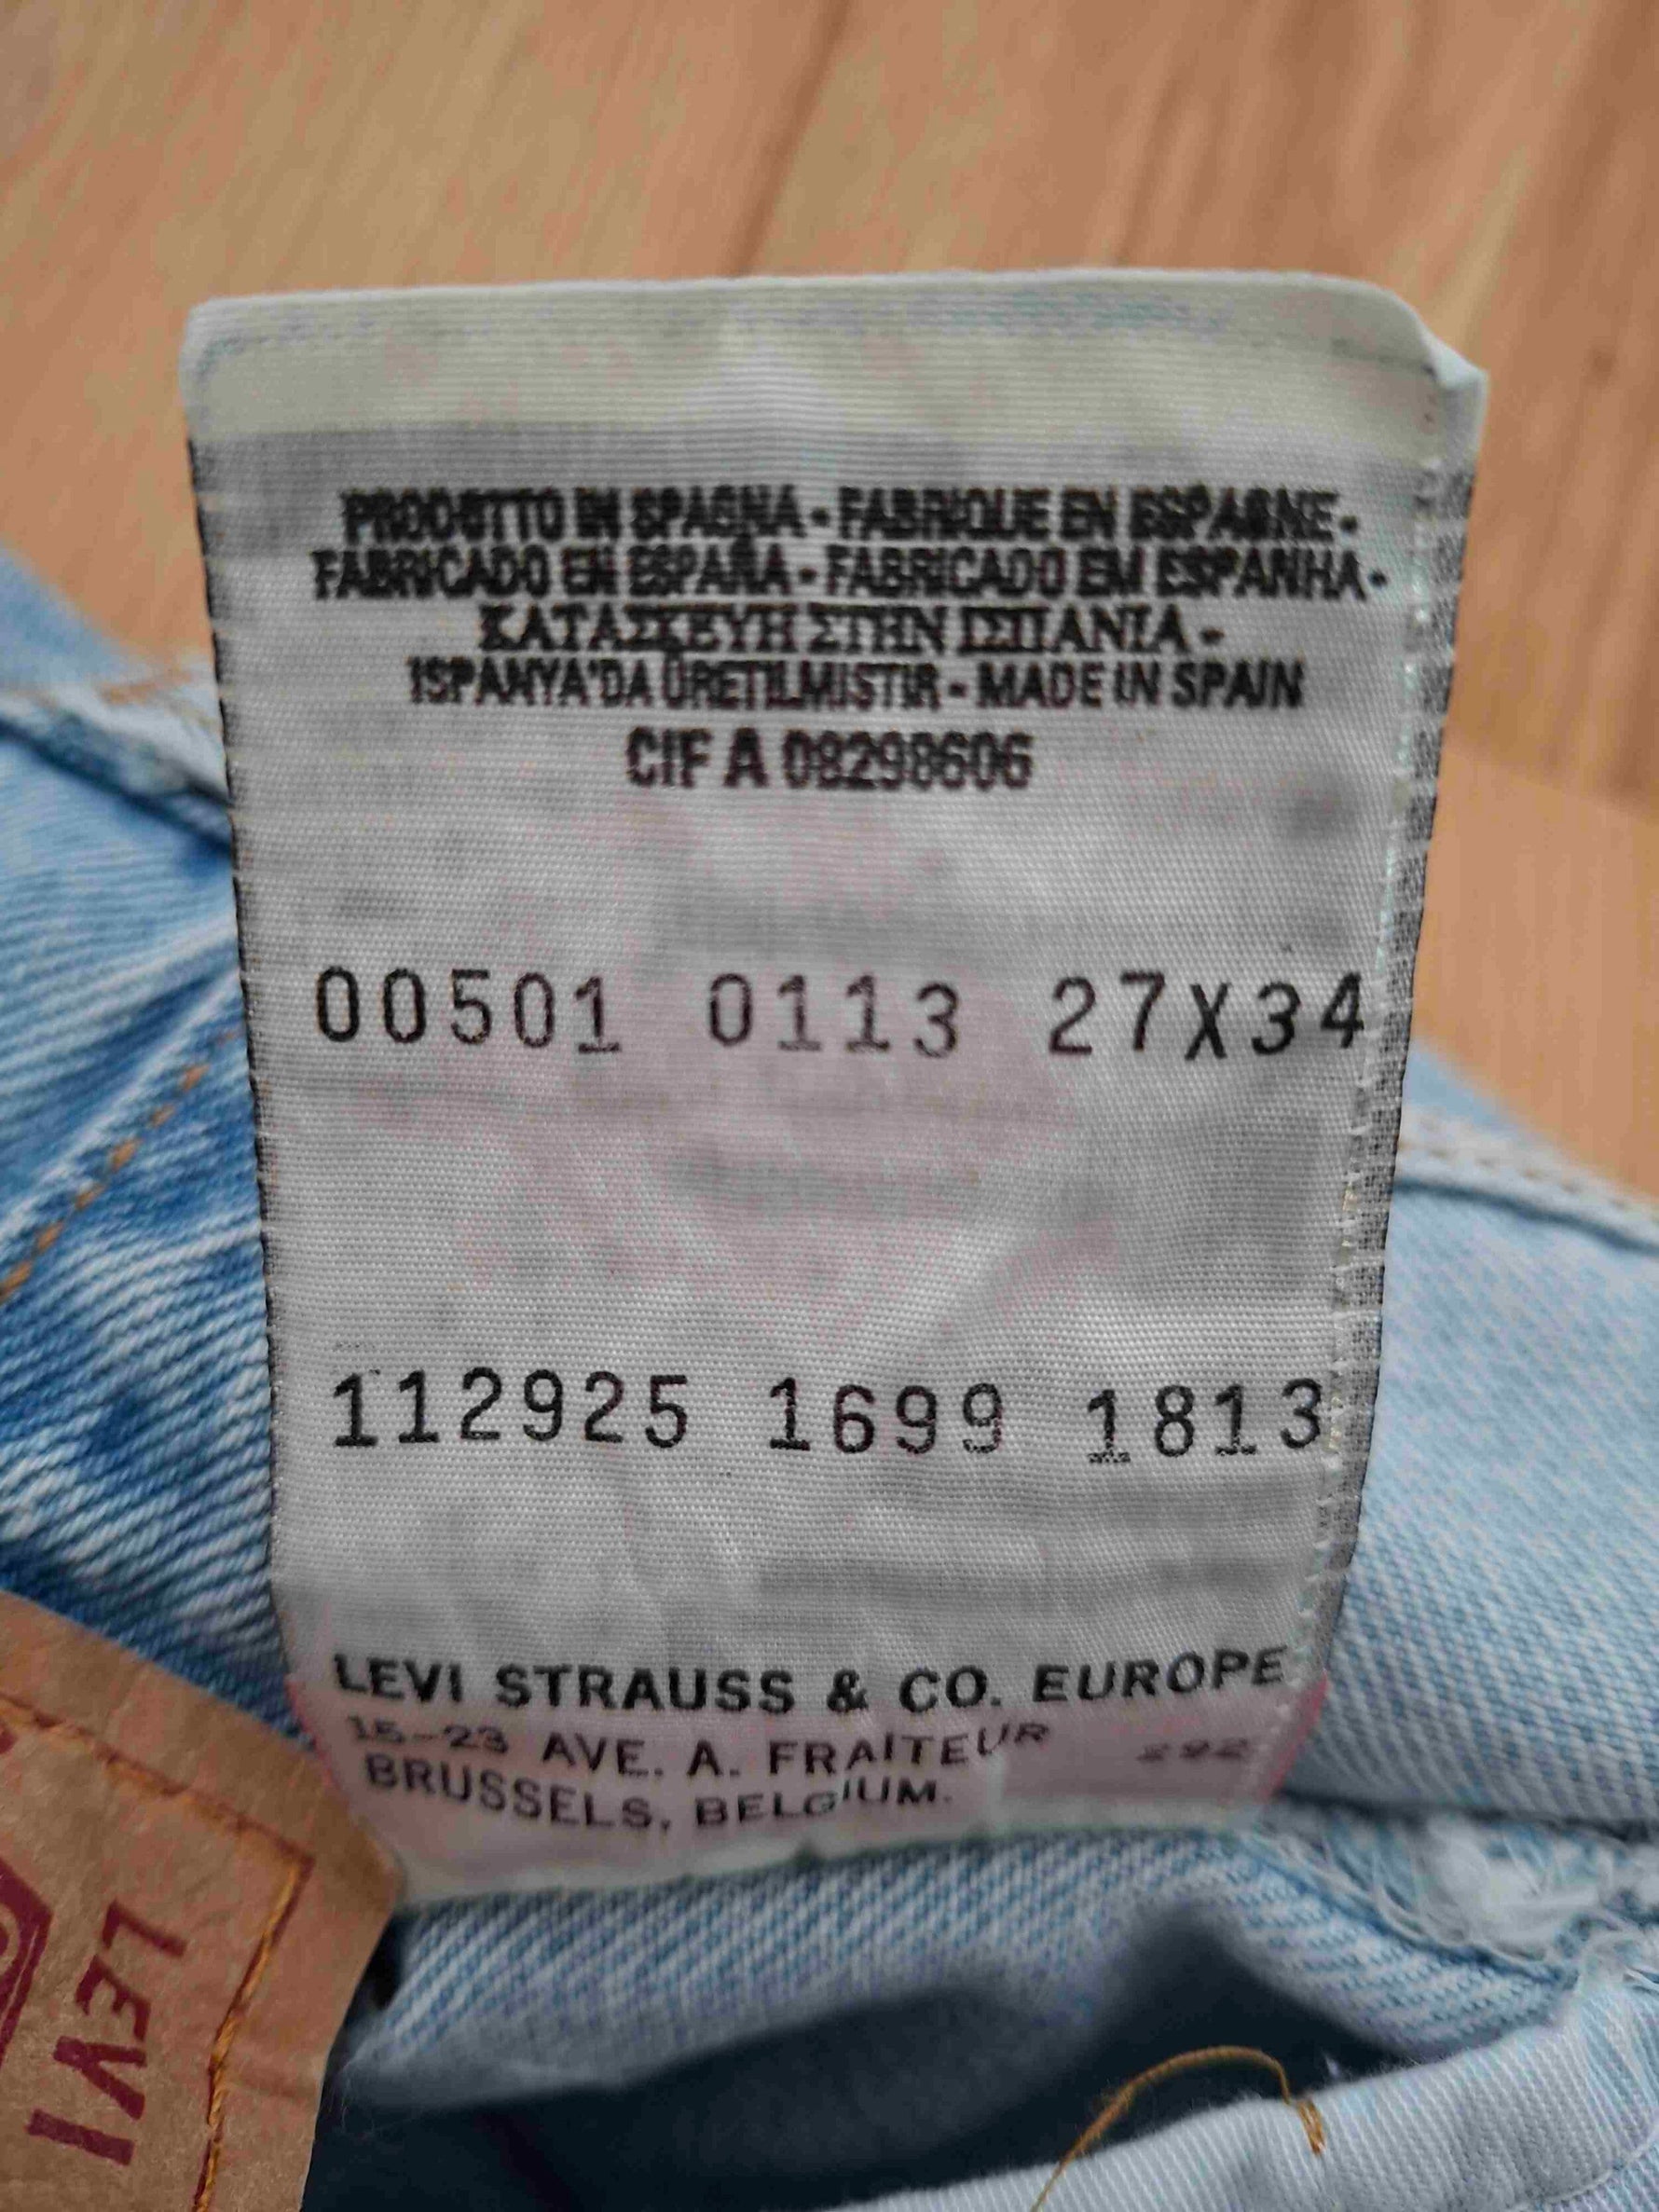 PRODOTTO IN SPAGNA - FABRIQUE EN ESPAGNE -
FABRICADO EN ESPAÑA - FABRICADO EM ESPANHA -
ΚΑΤΑΣΚΕΥΗ ΣΤΗΝ ΙΣΠΑΝΙΑ -
ISPANYA'DA ÜRETILMISTIR - MADE IN SPAIN
CIF A 08298606
00501 0113 27X34
112925 1699 1813
LEVI STRAUSS & CO. EUROPE
15-23 AVE. A. FRAITEUR 292
BRUSSELS, BELGIUM.
LEVI